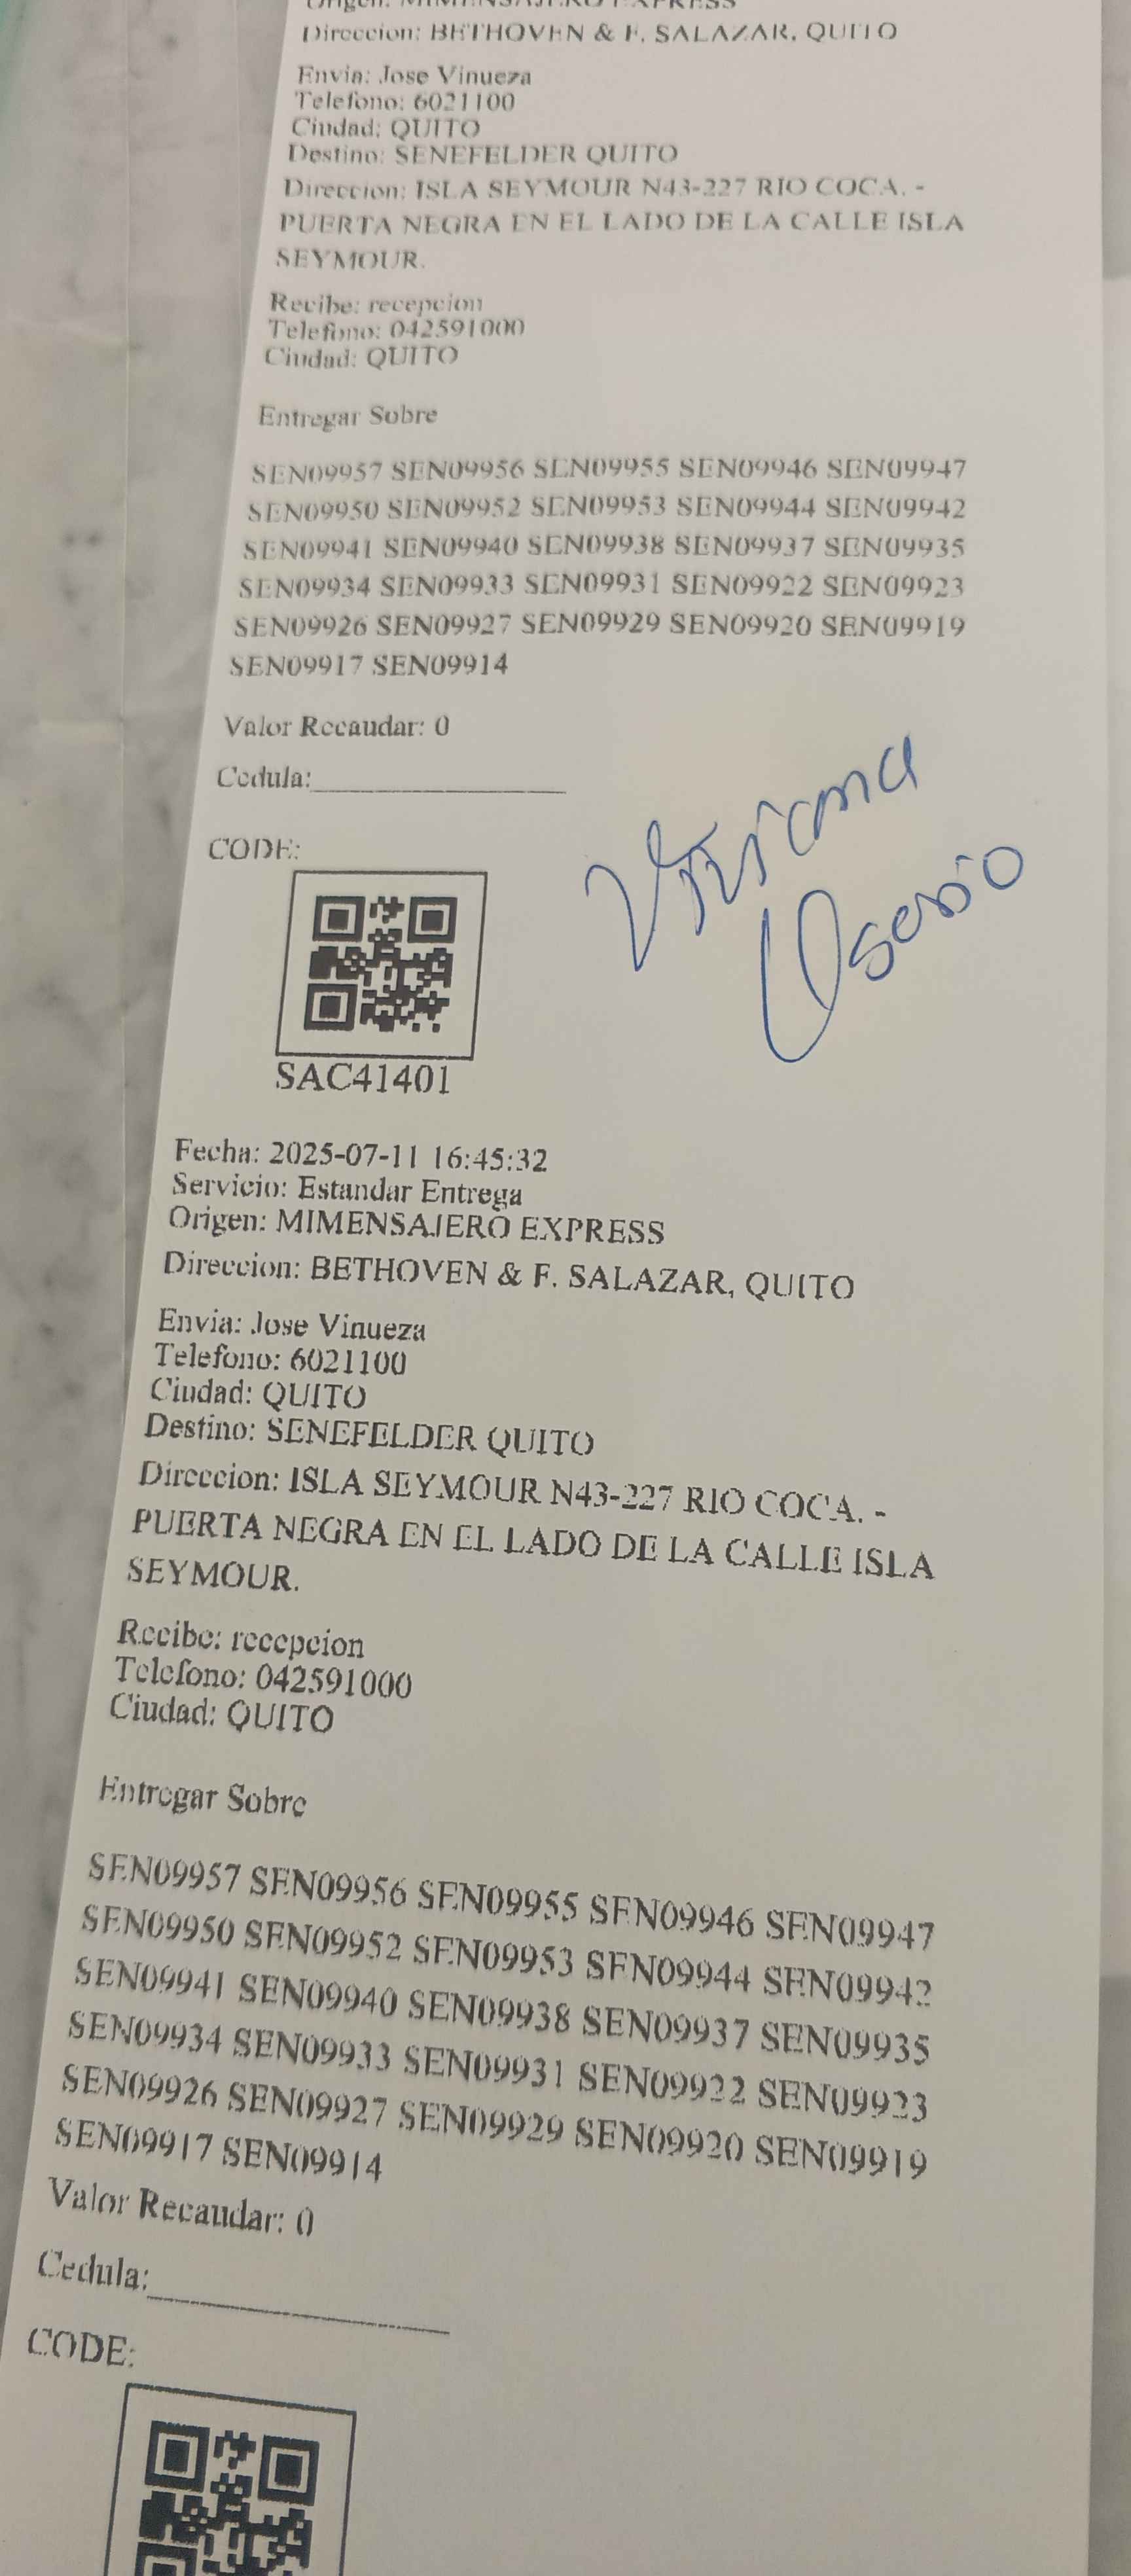 Origen: MIMENSAJERO EXPRESS
Direccion: BETHOVEN & F. SALAZAR, QUITO
Envia: Jose Vinueza
Telefono: 6021100
Ciudad: QUITO
Destino: SENEFELDER QUITO
Direccion: ISLA SEYMOUR N43-227 RIO COCA. -
PUERTA NEGRA EN EL LADO DE LA CALLE ISLA
SEYMOUR.
Recibe: recepcion
Telefono: 042591000
Ciudad: QUITO
Entregar Sobre
SEN09957 SEN09956 SEN09955 SEN09946 SEN09947
SEN09950 SEN09952 SEN09953 SEN09944 SEN09942
SEN09941 SEN09940 SEN09938 SEN09937 SEN09935
SEN09934 SEN09933 SEN09931 SEN09922 SEN09923
SEN09926 SEN09927 SEN09929 SEN09920 SEN09919
SEN09917 SEN09914
Valor Recaudar: 0
Cedula:
Viviana
Osorio
CODE:
SAC41401
Fecha: 2025-07-11 16:45:32
Servicio: Estandar Entrega
Origen: MIMENSAJERO EXPRESS
Direccion: BETHOVEN & F. SALAZAR, QUITO
Envia: Jose Vinueza
Telefono: 6021100
Ciudad: QUITO
Destino: SENEFELDER QUITO
Direccion: ISLA SEYMOUR N43-227 RIO COCA. -
PUERTA NEGRA EN EL LADO DE LA CALLE ISLA
SEYMOUR.
Recibe: recepcion
Telefono: 042591000
Ciudad: QUITO
Entregar Sobre
SEN09957 SEN09956 SEN09955 SEN09946 SEN09947
SEN09950 SEN09952 SEN09953 SEN09944 SEN09942
SEN09941 SEN09940 SEN09938 SEN09937 SEN09935
SEN09934 SEN09933 SEN09931 SEN09922 SEN09923
SEN09926 SEN09927 SEN09929 SEN09920 SEN09919
SEN09917 SEN09914
Valor Recaudar: 0
Cedula:
CODE: